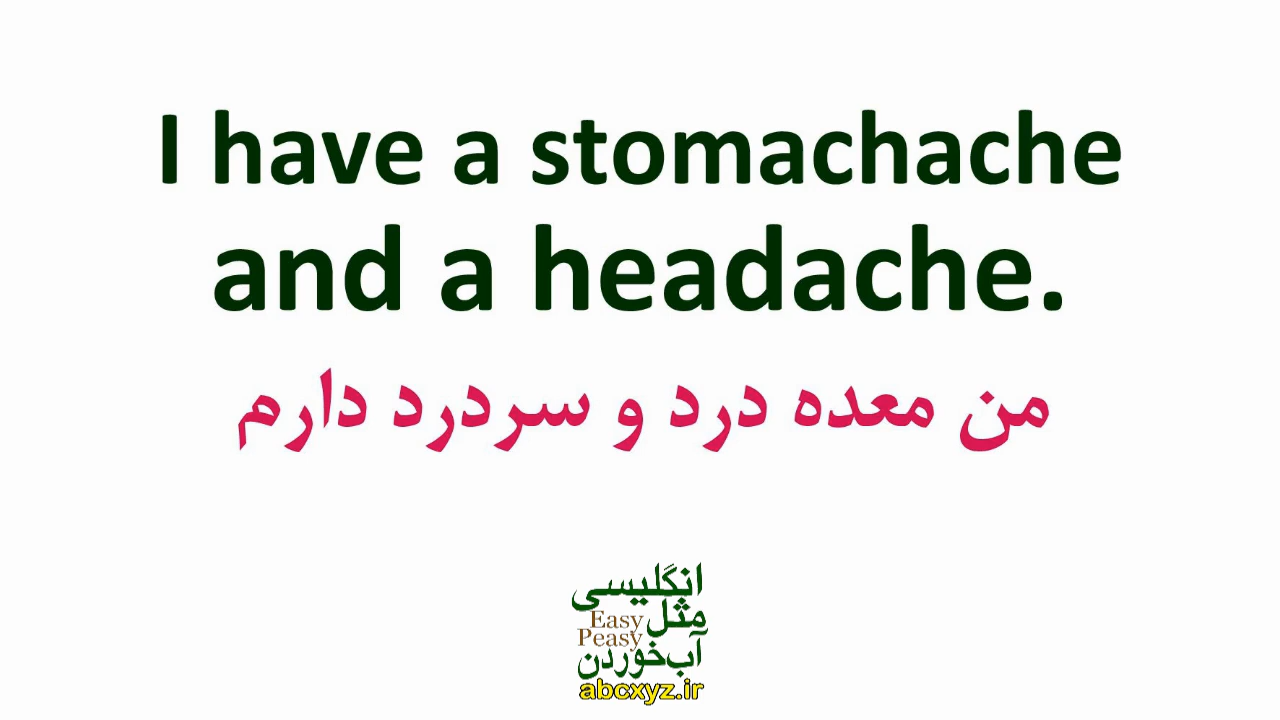 I have a stomachache
and a headache.
من معده درد و سردرد دارم
انگلیسی
مثل
Easy
Peasy
آب‌خوردن
abcxyz.ir